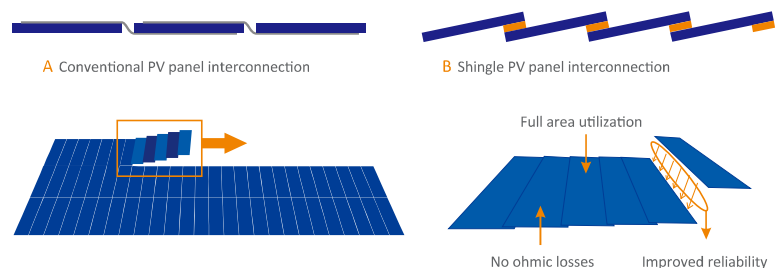 A Conventional PV panel interconnection
B Shingle PV panel interconnection
Full area utilization
No ohmic losses
Improved reliability